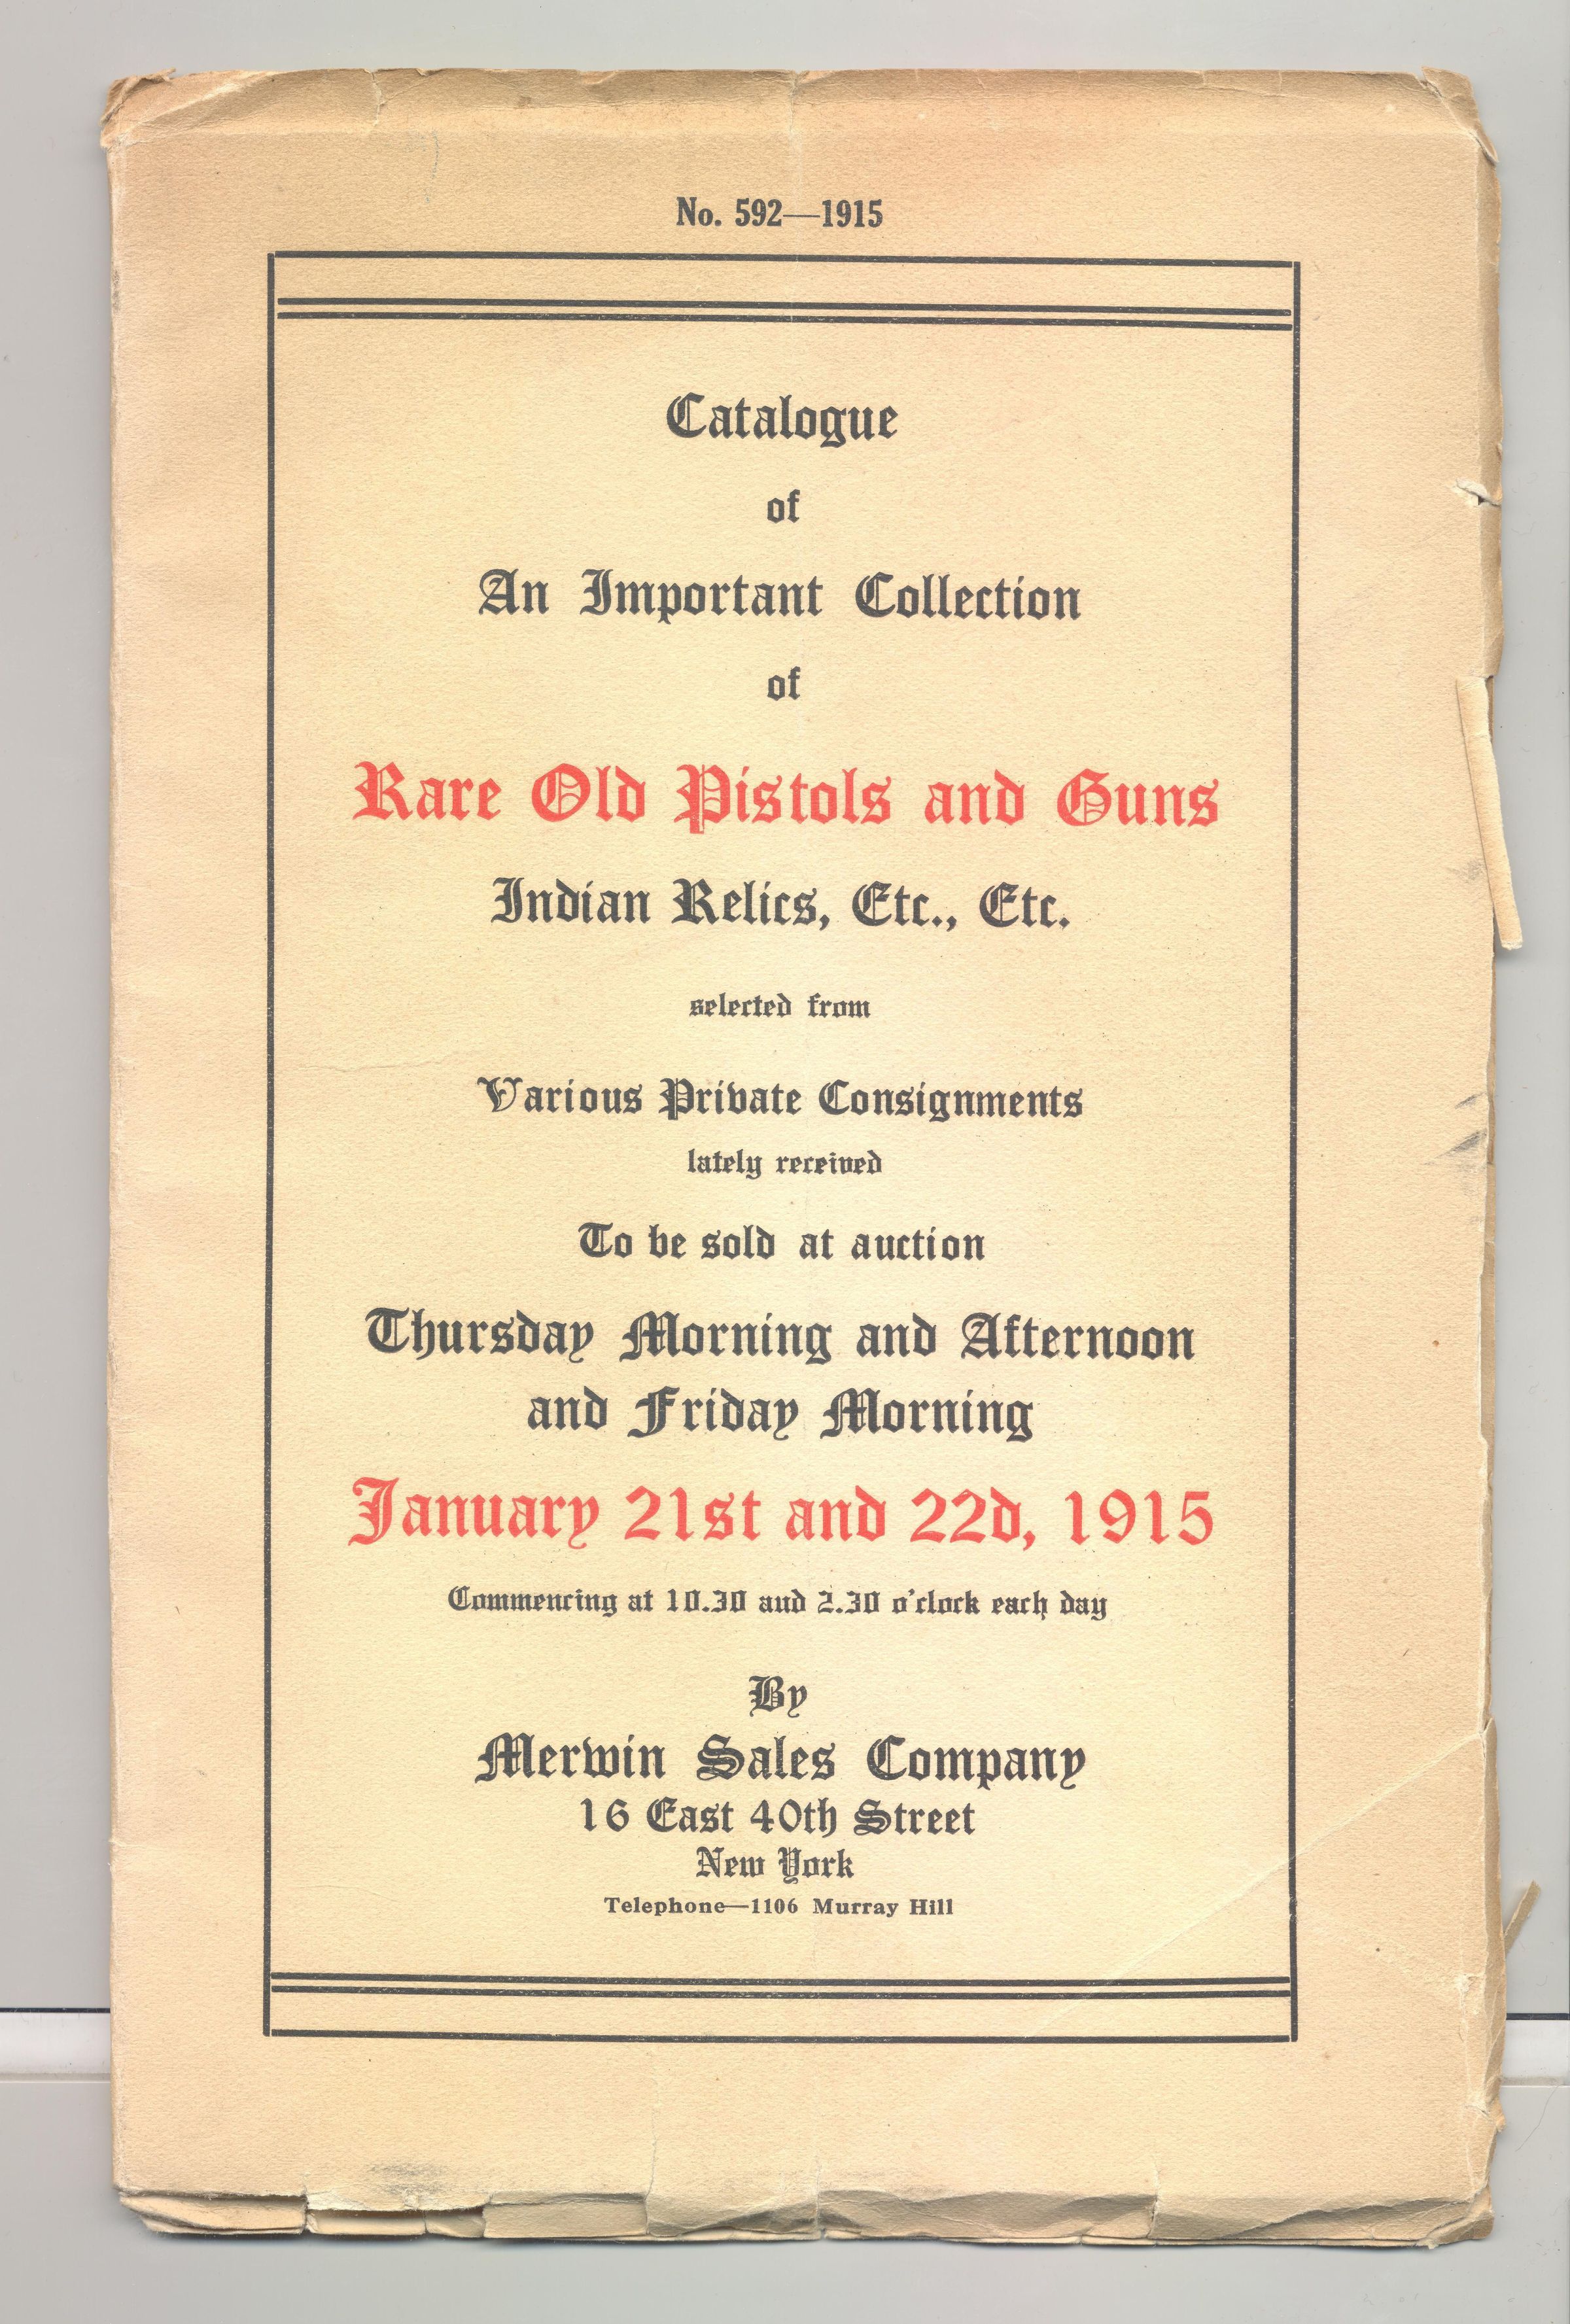 No. 592—1915
Catalogue
of
An Important Collection
of
Rare Old Pistols and Guns
Indian Relics, Etc., Etc.
selected from
Various Private Consignments
lately received
To be sold at auction
Thursday Morning and Afternoon
and Friday Morning
January 21st and 22d, 1915
Commencing at 10.30 and 2.30 o'clock each day
By
Merwin Sales Company
16 East 40th Street
New York
Telephone—1106 Murray Hill